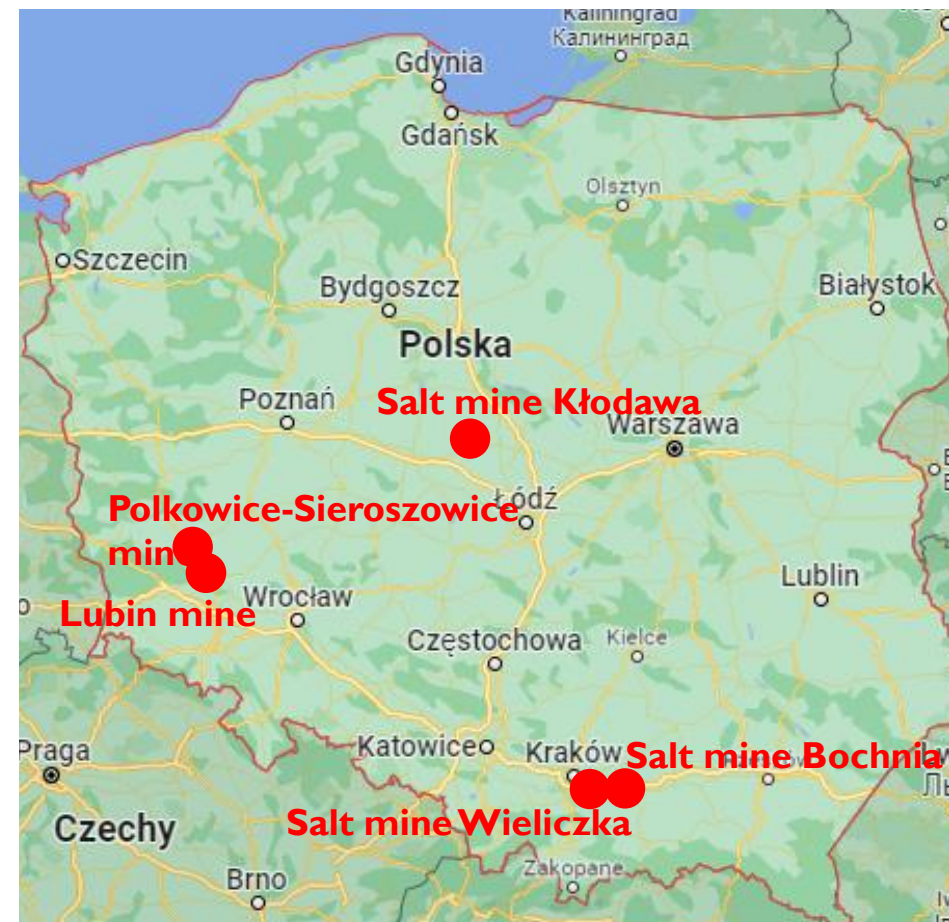 Kaliningrad
Калининград
Gdynia
Gdańsk
Olsztyn
Szczecin
Białystok
Bydgoszcz
Polska
Poznań
Salt mine Kłodawa
Warszawa
Polkowice-Sieroszowice
min
Łódź
Lubin mine
Wrocław
Lublin
Częstochowa
Kielce
Praga
Katowice
Kraków
Salt mine Bochnia
Salt mine Wieliczka
Czechy
Zakopane
Brno